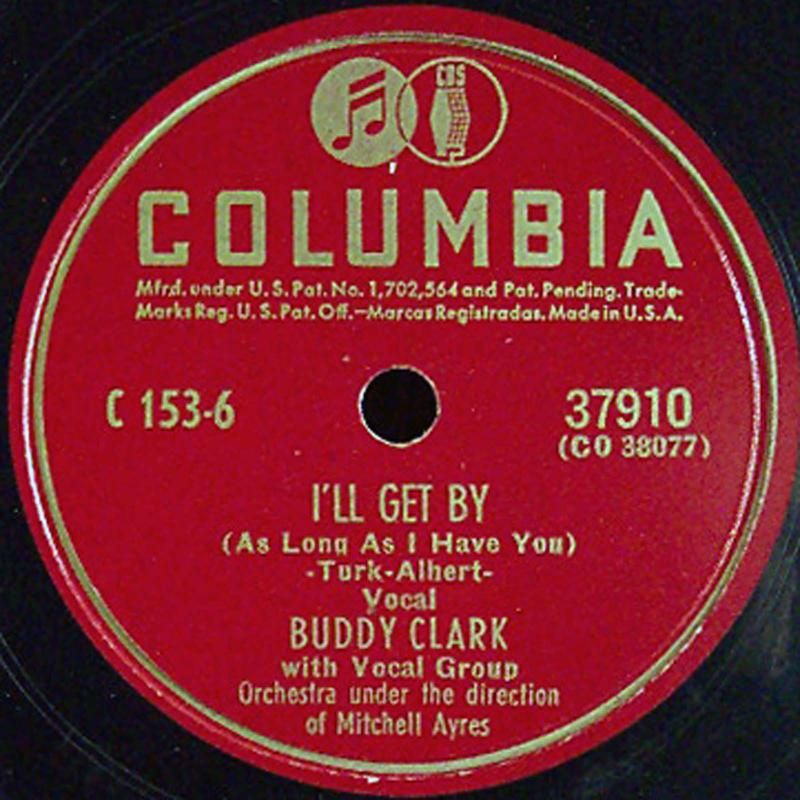 CBS
COLUMBIA
Mfrd. under U. S. Pat. No. 1,702,564 and Pat. Pending. Trade-
Marks Reg. U. S. Pat. Off.—Marcas Registradas. Made in U.S.A.
C 153-6
37910
(CO 38077)
I'LL GET BY
(As Long As I Have You)
-Turk-Alhert-
Vocal
BUDDY CLARK
with Vocal Group
Orchestra under the direction
of Mitchell Ayres